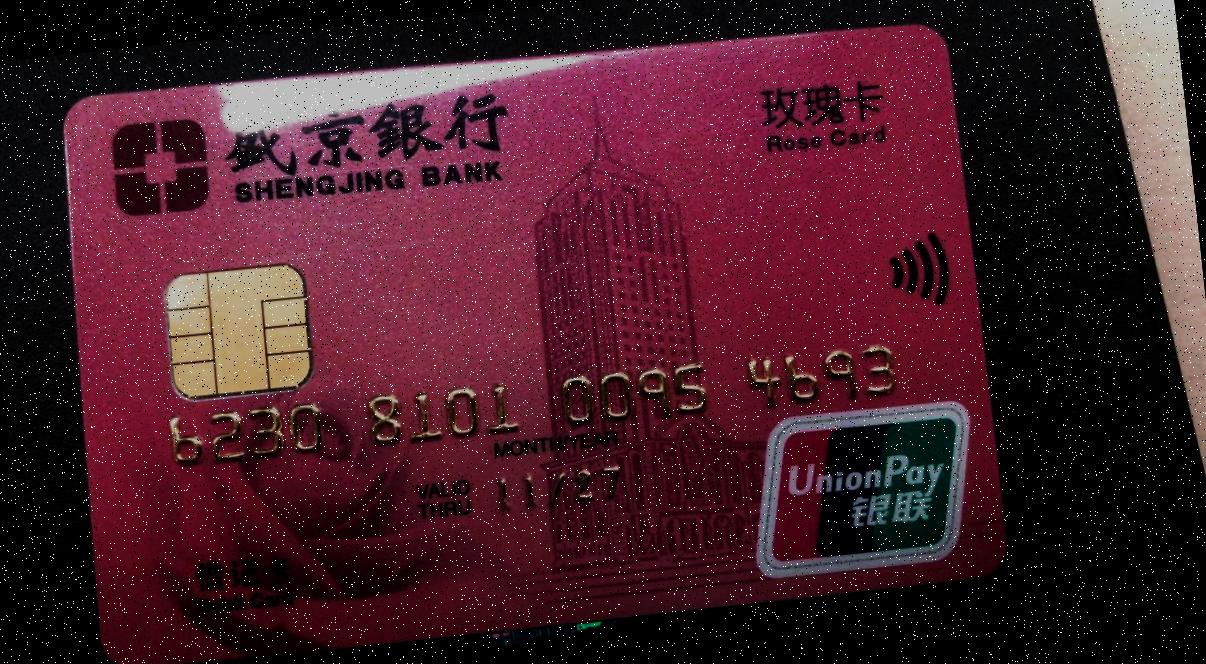 盛京銀行
SHENGJING BANK
玫瑰卡
Rose Card
6230 8101 0095 4693
MONTH/YEAR
VALID THRU 11/27
UnionPay
银联